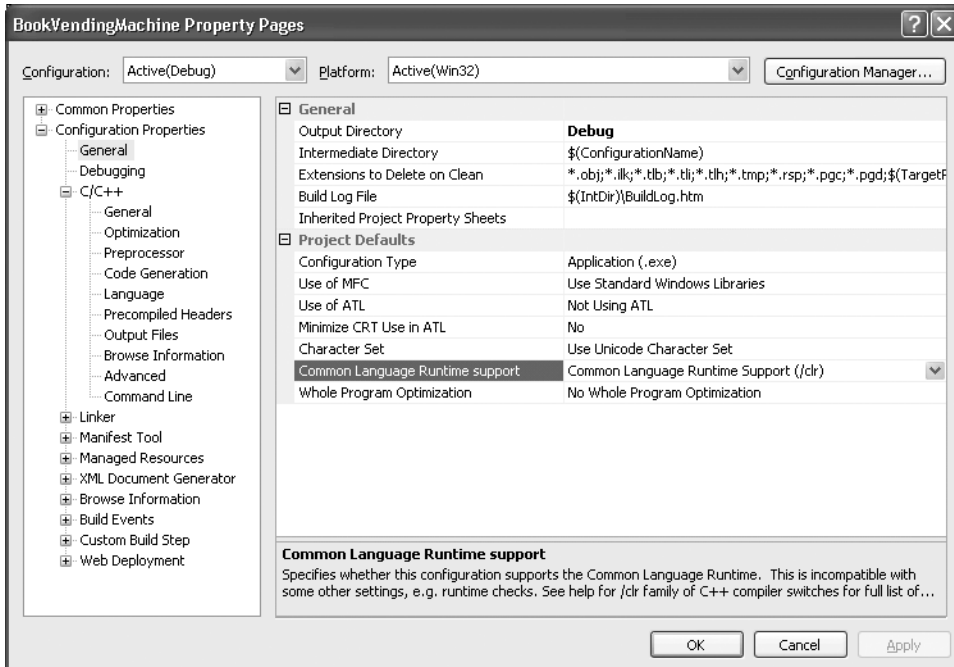 BookVendingMachine Property Pages
Configuration: Active(Debug) Platform: Active(Win32) Configuration Manager...
Common Properties
Configuration Properties
General
Debugging
C/C++
General
Optimization
Preprocessor
Code Generation
Language
Precompiled Headers
Output Files
Browse Information
Advanced
Command Line
Linker
Manifest Tool
Managed Resources
XML Document Generator
Browse Information
Build Events
Custom Build Step
Web Deployment
General
Output Directory Debug
Intermediate Directory $(ConfigurationName)
Extensions to Delete on Clean *.obj;*.ilk;*.tlb;*.tli;*.tlh;*.tmp;*.rsp;*.pgc;*.pgd;$(TargetF
Build Log File $(IntDir)\BuildLog.htm
Inherited Project Property Sheets
Project Defaults
Configuration Type Application (.exe)
Use of MFC Use Standard Windows Libraries
Use of ATL Not Using ATL
Minimize CRT Use in ATL No
Character Set Use Unicode Character Set
Common Language Runtime support Common Language Runtime Support (/clr)
Whole Program Optimization No Whole Program Optimization
Common Language Runtime support
Specifies whether this configuration supports the Common Language Runtime. This is incompatible with
some other settings, e.g. runtime checks. See help for /clr family of C++ compiler switches for full list of...
OK Cancel Apply